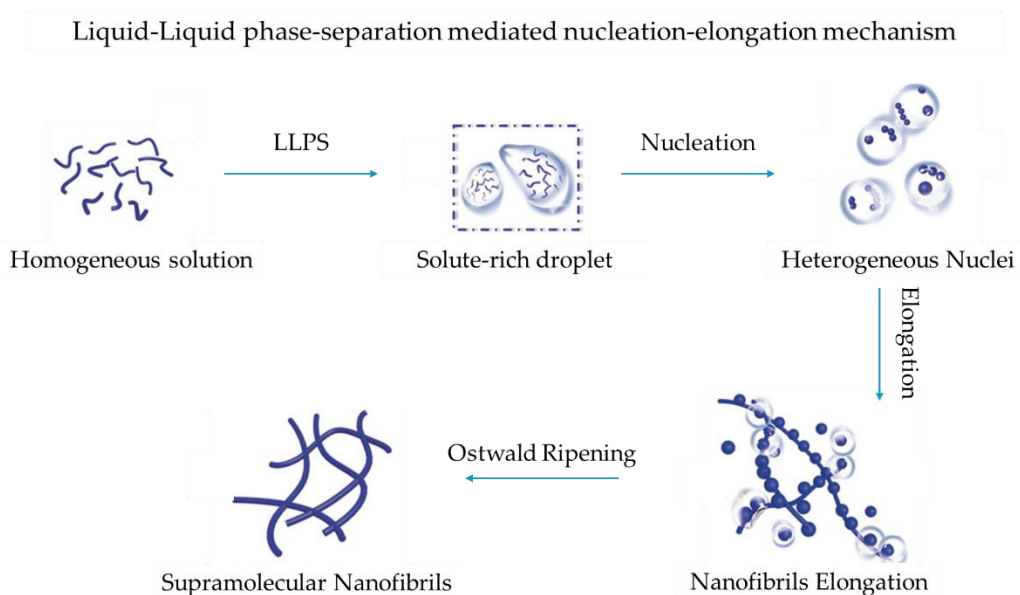 Liquid-Liquid phase-separation mediated nucleation-elongation mechanism
LLPS
Nucleation
Homogeneous solution
Solute-rich droplet
Heterogeneous Nuclei
Elongation
Ostwald Ripening
Supramolecular Nanofibrils
Nanofibrils Elongation